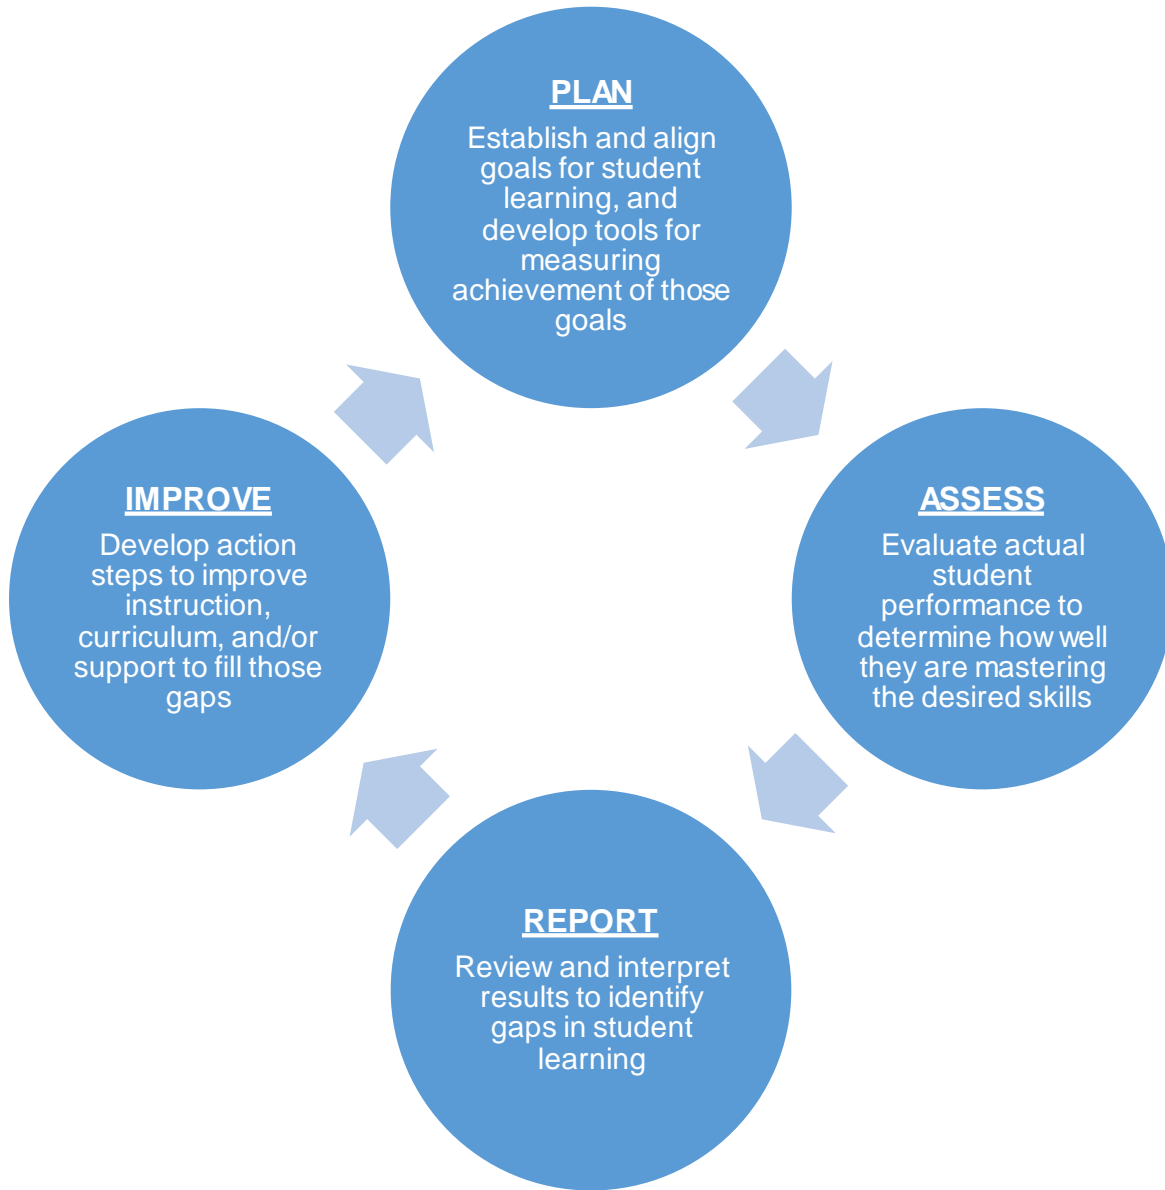 PLAN
Establish and align
goals for student
learning, and
develop tools for
measuring
achievement of those
goals
ASSESS
Evaluate actual
student
performance to
determine how well
they are mastering
the desired skills
REPORT
Review and interpret
results to identify
gaps in student
learning
IMPROVE
Develop action
steps to improve
instruction,
curriculum, and/or
support to fill those
gaps